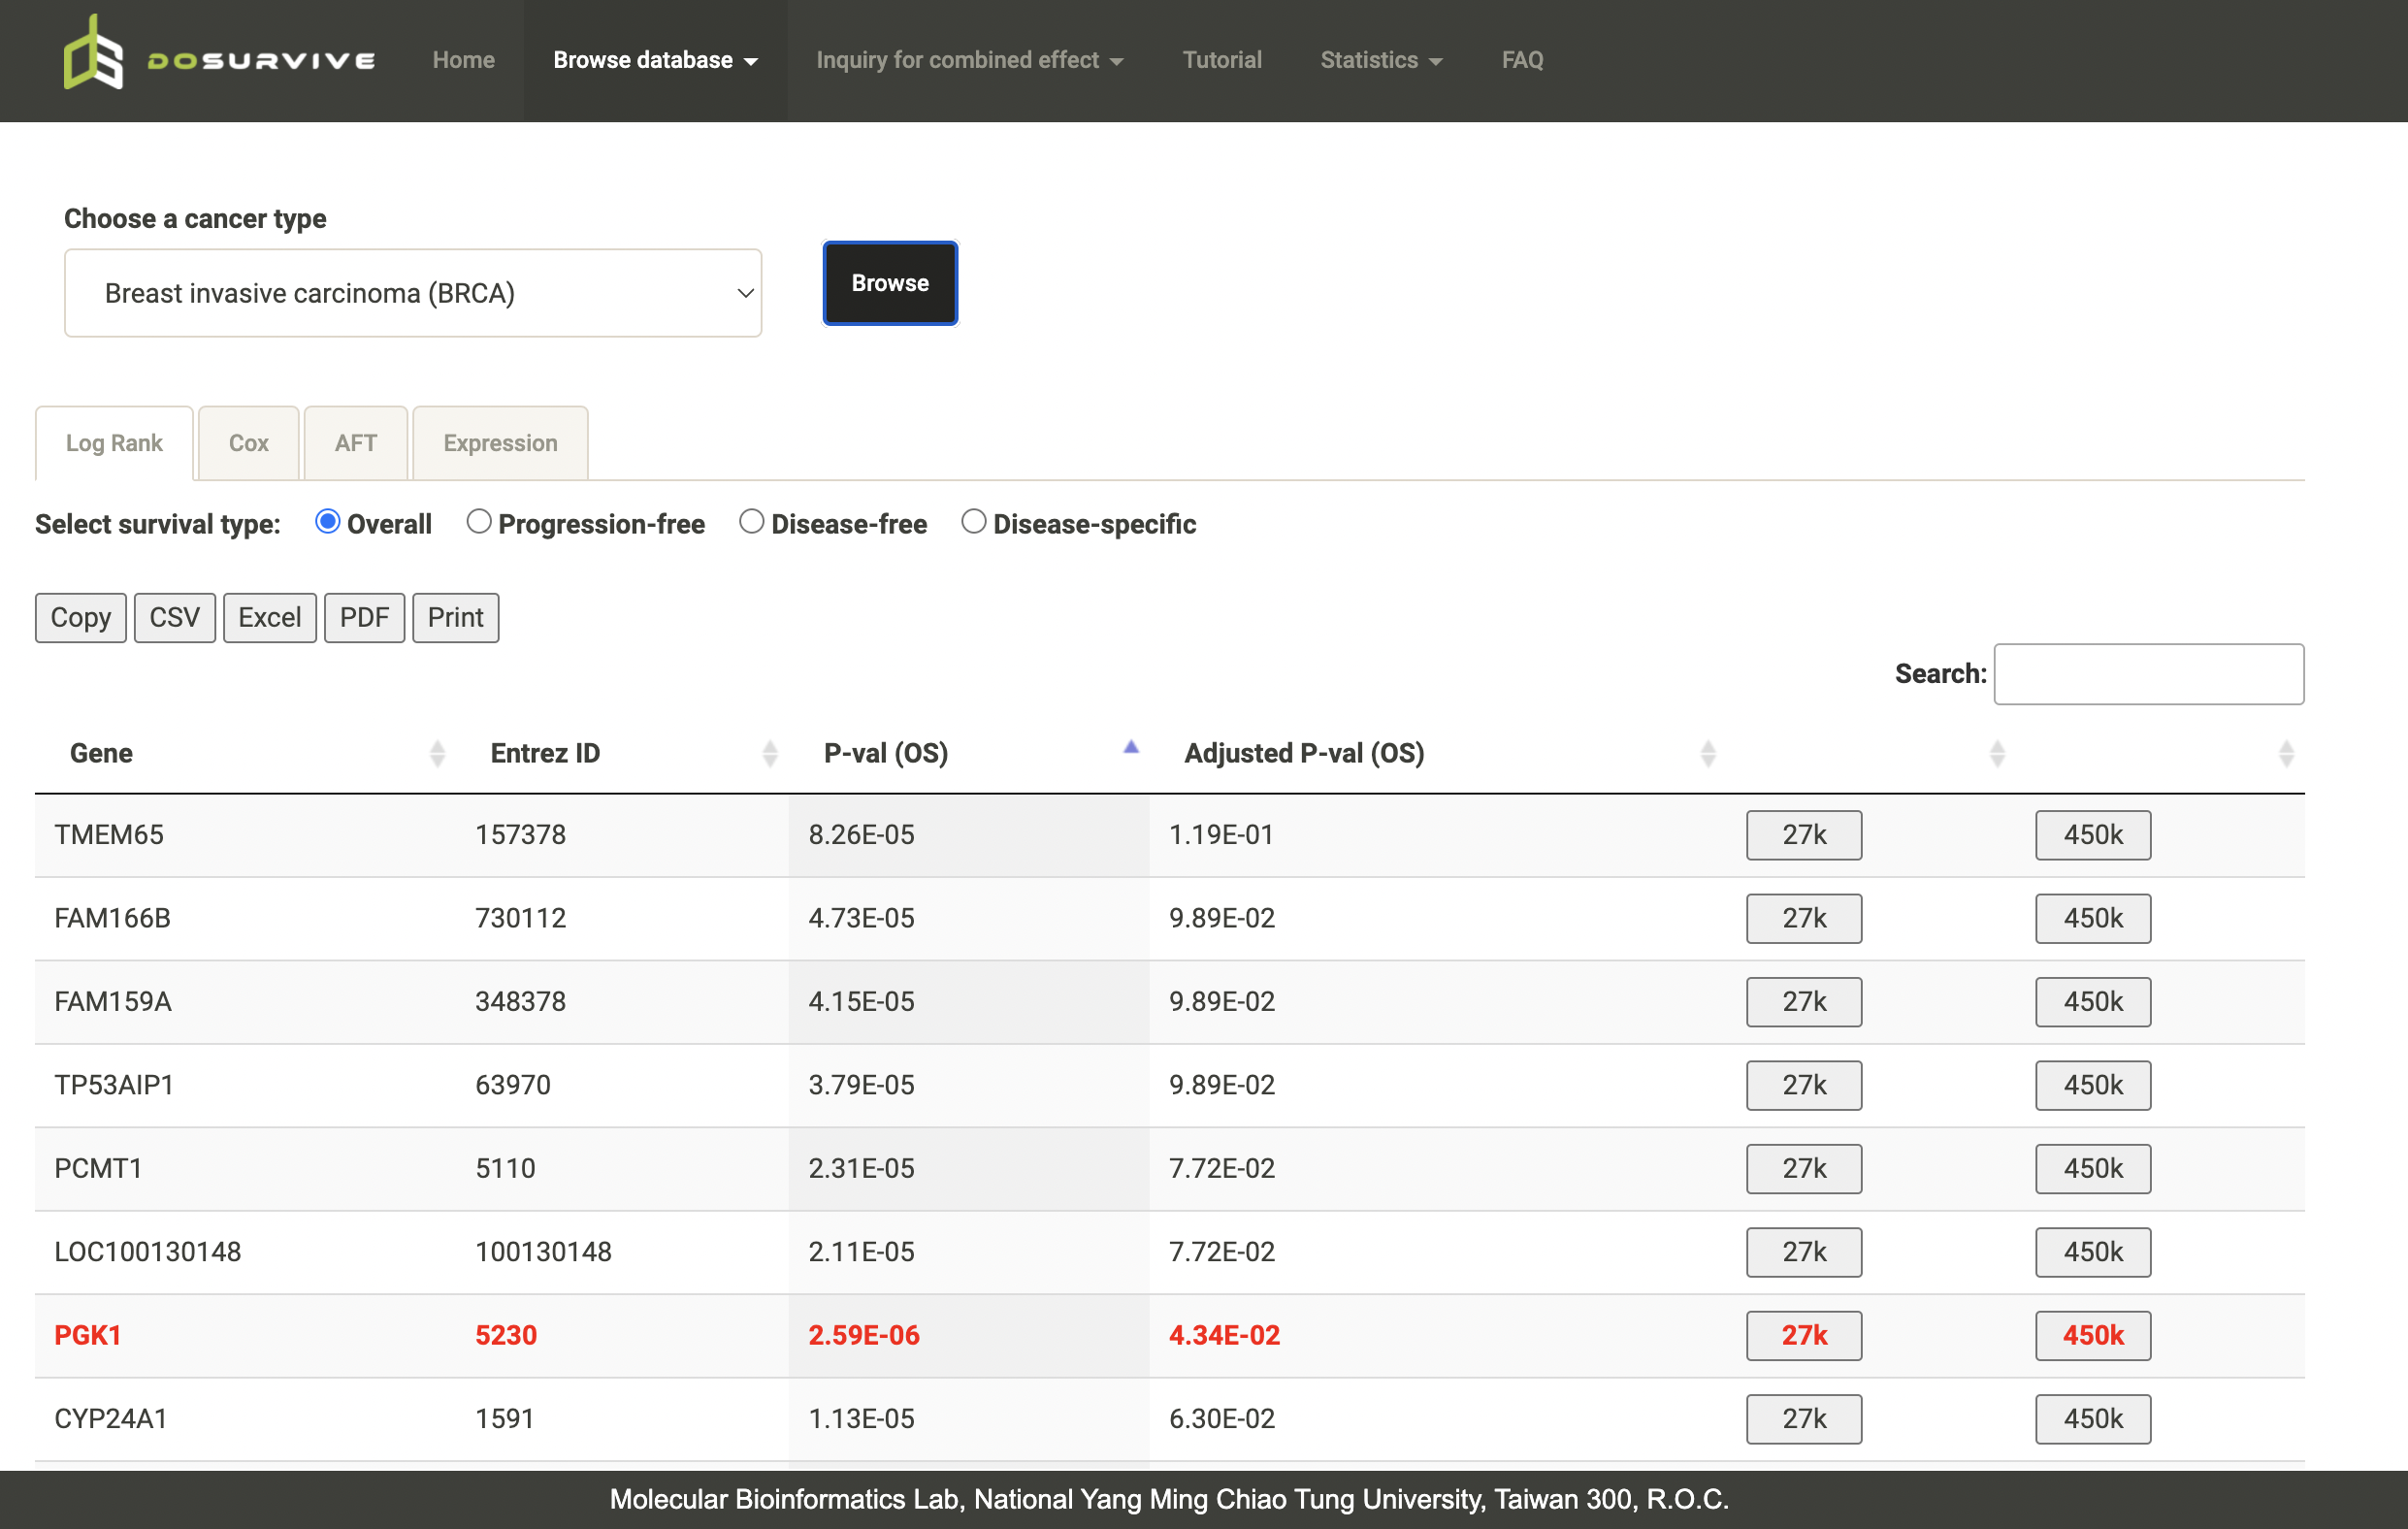 DOSURVIVE Home Browse database Inquiry for combined effect Tutorial Statistics FAQ
Choose a cancer type
Breast invasive carcinoma (BRCA) Browse
Log Rank Cox AFT Expression
Select survival type: Overall Progression-free Disease-free Disease-specific
Copy CSV Excel PDF Print
Search:
Gene Entrez ID P-val (OS) Adjusted P-val (OS)
TMEM65 157378 8.26E-05 1.19E-01 27k 450k
FAM166B 730112 4.73E-05 9.89E-02 27k 450k
FAM159A 348378 4.15E-05 9.89E-02 27k 450k
TP53AIP1 63970 3.79E-05 9.89E-02 27k 450k
PCMT1 5110 2.31E-05 7.72E-02 27k 450k
LOC100130148 100130148 2.11E-05 7.72E-02 27k 450k
PGK1 5230 2.59E-06 4.34E-02 27k 450k
CYP24A1 1591 1.13E-05 6.30E-02 27k 450k
Molecular Bioinformatics Lab, National Yang Ming Chiao Tung University, Taiwan 300, R.O.C.